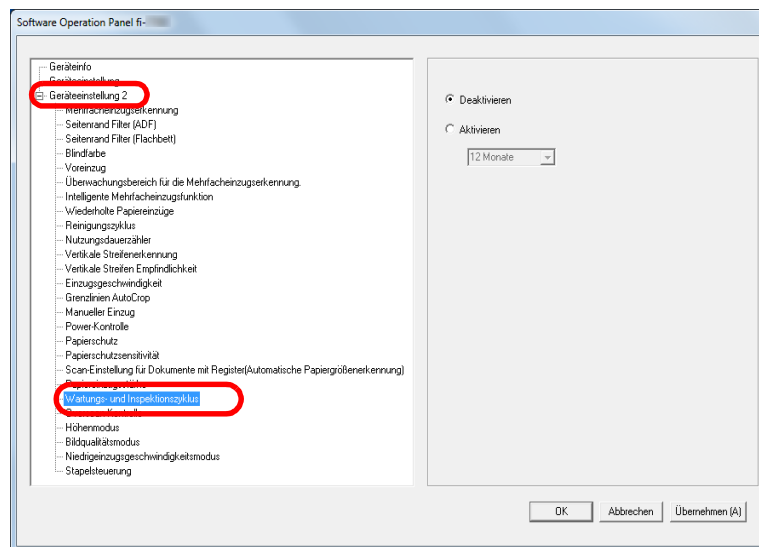 Software Operation Panel fi-
Geräteinfo
Geräteeinstellung
Geräteeinstellung 2
Mehrfacheinzugserkennung
Seitenrand Filter (ADF)
Seitenrand Filter (Flachbett)
Blindfarbe
Voreinzug
Überwachungsbereich für die Mehrfacheinzugserkennung.
Intelligente Mehrfacheinzugsfunktion
Wiederholte Papiereinzüge
Reinigungszyklus
Nutzungsdauerzähler
Vertikale Streifenerkennung
Vertikale Streifen Empfindlichkeit
Einzugsgeschwindigkeit
Grenzlinien AutoCrop
Manueller Einzug
Power-Kontrolle
Papierschutz
Papierschutzsensitivität
Scan-Einstellung für Dokumente mit Register(Automatische Papiergrößenerkennung)
Wartungs- und Inspektionszyklus
Höhenmodus
Bildqualitätsmodus
Niedrigeinzugsgeschwindigkeitsmodus
Stapelsteuerung
Deaktivieren
Aktivieren
12 Monate
OK
Abbrechen
Übernehmen (A)